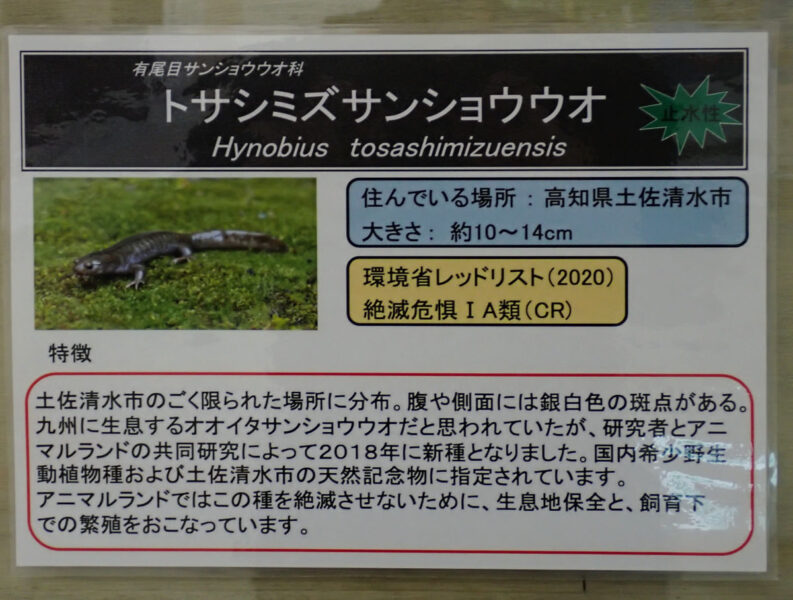 有尾目サンショウウオ科
トサシミズサンショウウオ
止水性
Hynobius tosashimizuensis
住んでいる場所：高知県土佐清水市
大きさ：約10～14cm
環境省レッドリスト（2020）
絶滅危惧ⅠA類（CR）
特徴
土佐清水市のごく限られた場所に分布。腹や側面には銀白色の斑点がある。
九州に生息するオオイタサンショウウオだと思われていたが、研究者とアニ
マルランドの共同研究によって2018年に新種となりました。国内希少野生
動植物種および土佐清水市の天然記念物に指定されています。
アニマルランドではこの種を絶滅させないために、生息地保全と、飼育下
での繁殖をおこなっています。